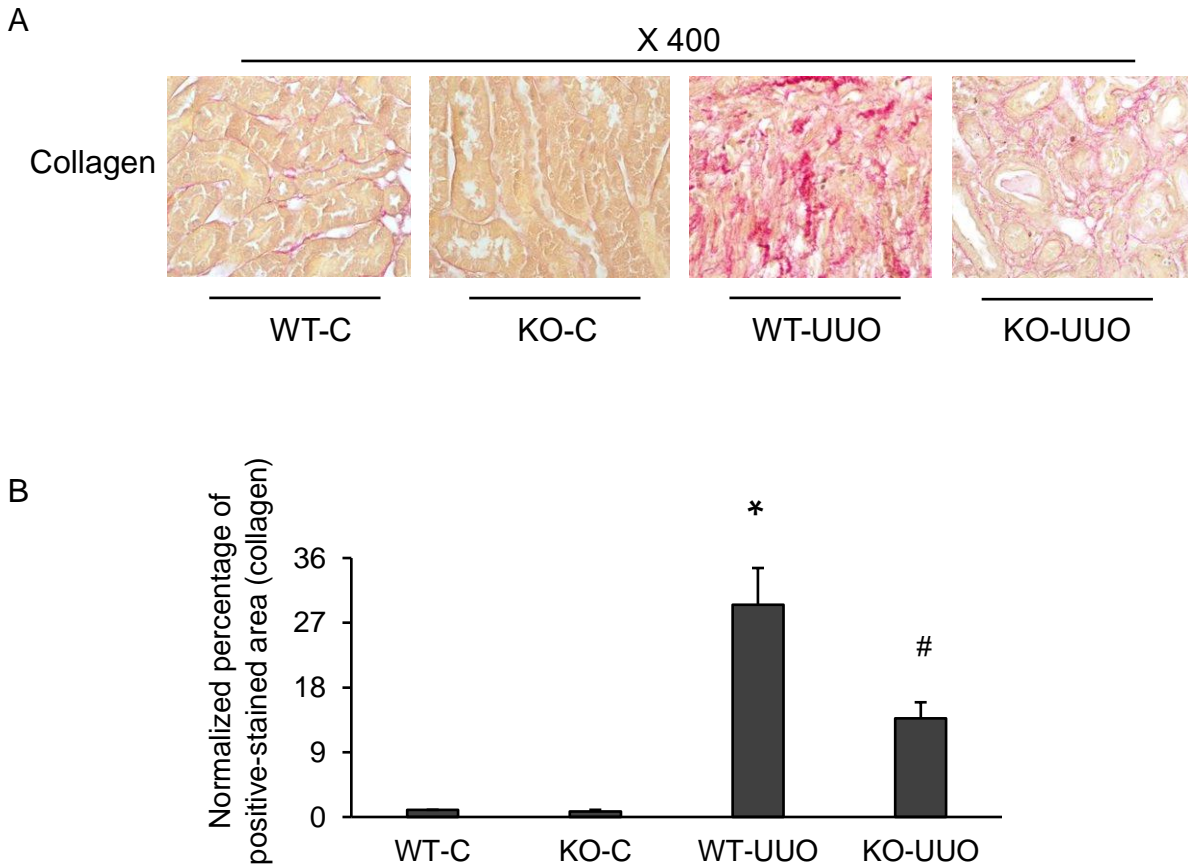 A
X 400
Collagen
WT-C
KO-C
WT-UUO
KO-UUO
B
Normalized percentage of
positive-stained area (collagen)
36
27
18
9
0
*
#
WT-C
KO-C
WT-UUO
KO-UUO